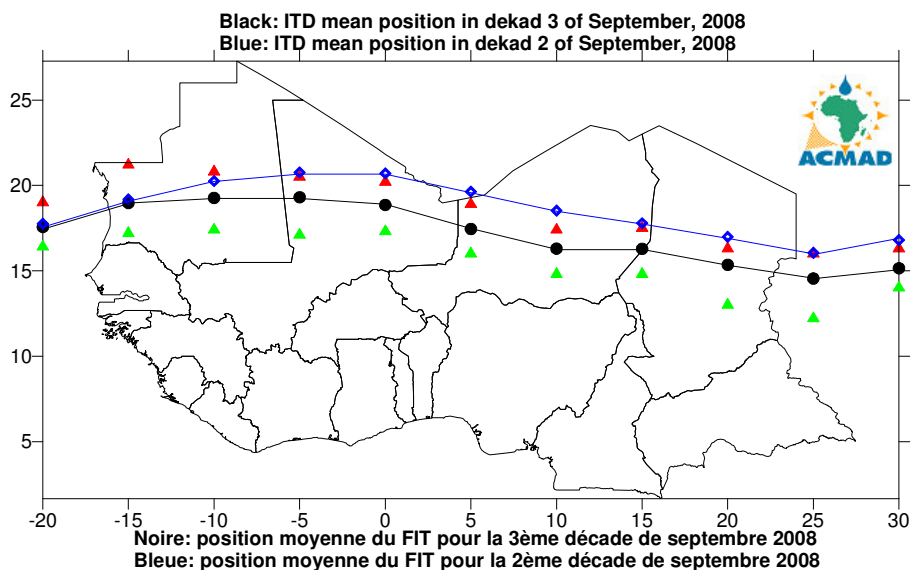 Black: ITD mean position in dekad 3 of September, 2008
Blue: ITD mean position in dekad 2 of September, 2008
25
20
15
10
5
ACMAD
-20 -15 -10 -5 0 5 10 15 20 25 30
Noire: position moyenne du FIT pour la 3ème décade de septembre 2008
Bleue: position moyenne du FIT pour la 2ème décade de septembre 2008